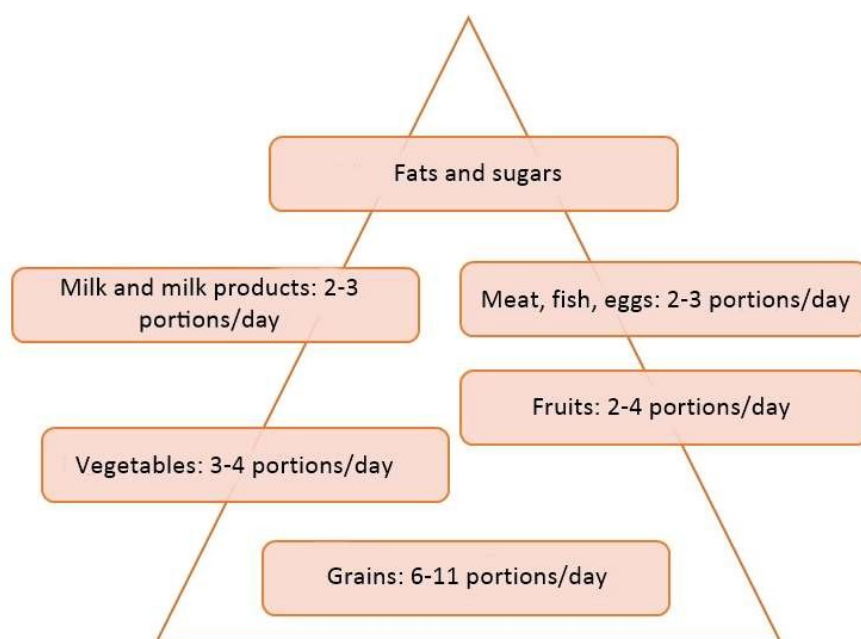 Fats and sugars
Milk and milk products: 2-3
portions/day
Meat, fish, eggs: 2-3 portions/day
Fruits: 2-4 portions/day
Vegetables: 3-4 portions/day
Grains: 6-11 portions/day